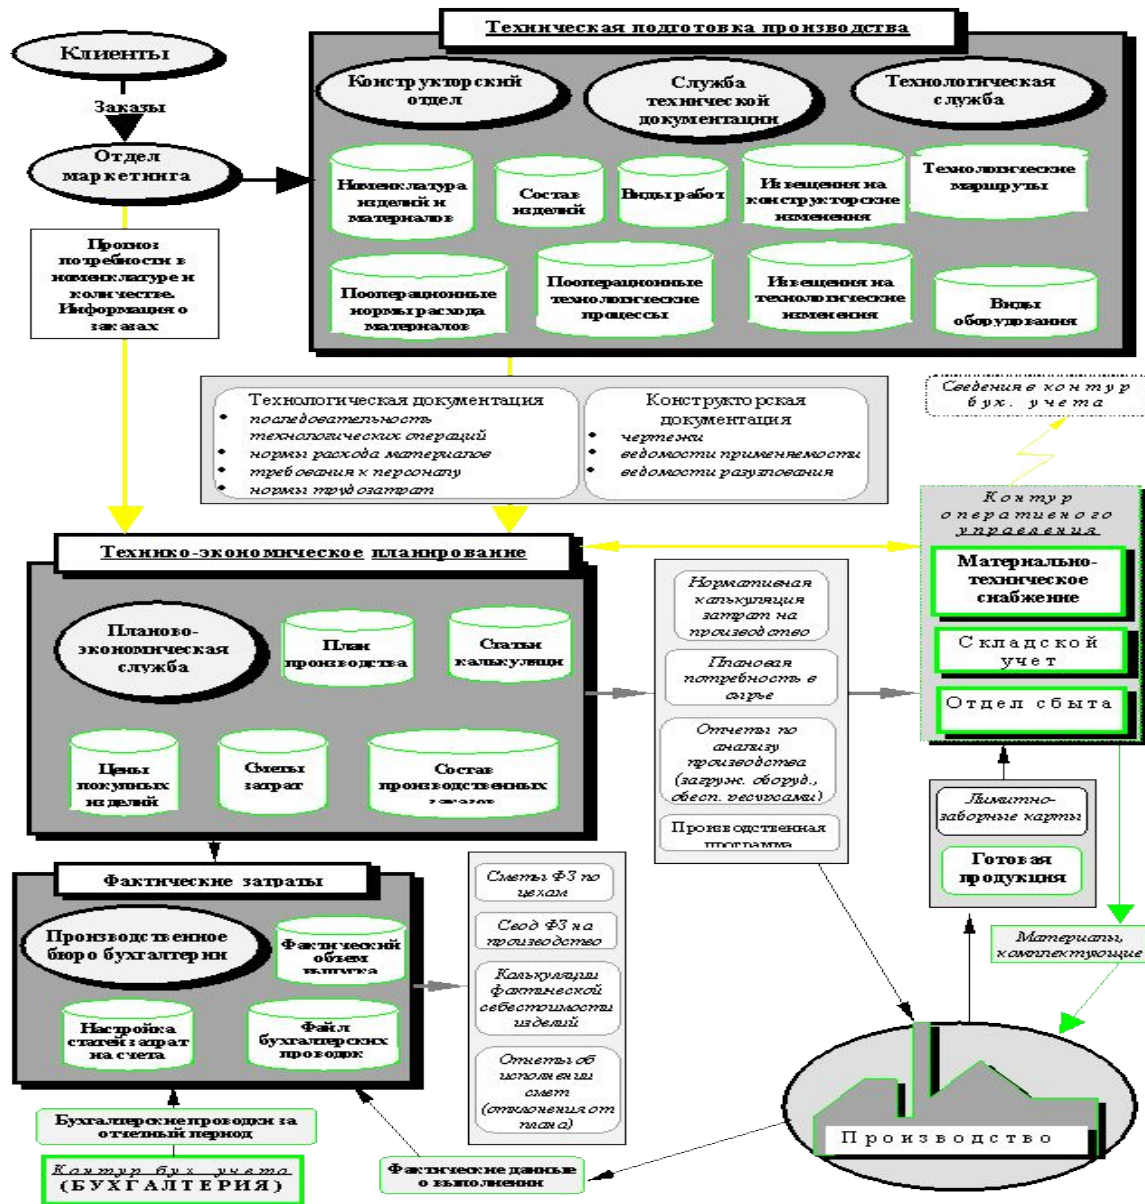 Клиенты
Заказы
Отдел
маркетинга
Прогноз
потребности в
номенклатуре и
количестве.
Информация о
заказах
Техническая подготовка производства
Конструкторский
отдел
Служба
технической
документации
Технологическая
служба
Номенклатура
изделий и
материалов
Состав
изделий
Виды работ
Извещения на
конструкторские
изменения
Технологические
маршруты
Пооперационные
нормы расхода
материалов
Пооперационные
технологические
процессы
Извещения на
технологические
изменения
Виды
оборудования
Технологическая документация
• последовательность
технологических операций
• нормы расхода материалов
• требования к персоналу
• нормы трудозатрат
Конструкторская
документация
• чертежи
• ведомости применяемости
• ведомости разузлования
Сведения в контур
бух. учета
Контур
оперативного
управления
Материально-
техническое
снабжение
Складской
учет
Отдел сбыта
Технико-экономическое планирование
Планово-
экономическая
служба
План
производства
Статьи
калькуляци
Цены
покупных
изделий
Сметы
затрат
Состав
производственных
заказов
Нормативная
калькуляция
затрат на
производство
Плановая
потребность в
сырье
Отчеты по
анализу
производства
(загруж. оборуд.,
обесп. ресурсами)
Производственная
программа
Лимитно-
заборные карты
Готовая
продукция
Материалы,
комплектующие
Фактические затраты
Производственное
бюро бухгалтерии
Фактический
объем
выпуска
Настройка
статей затрат
на счета
Файл
бухгалтерских
проводок
Сметы ФЗ по
цехам
Свод ФЗ на
производство
Калькуляции
фактической
себестоимости
изделий
Отчеты об
исполнении
смет
(отклонения от
плана)
Бухгалтерские проводки за
отчетный период
Контур бух учета
(БУХГАЛТЕРИЯ)
Фактические данные
о выполнении
Производство